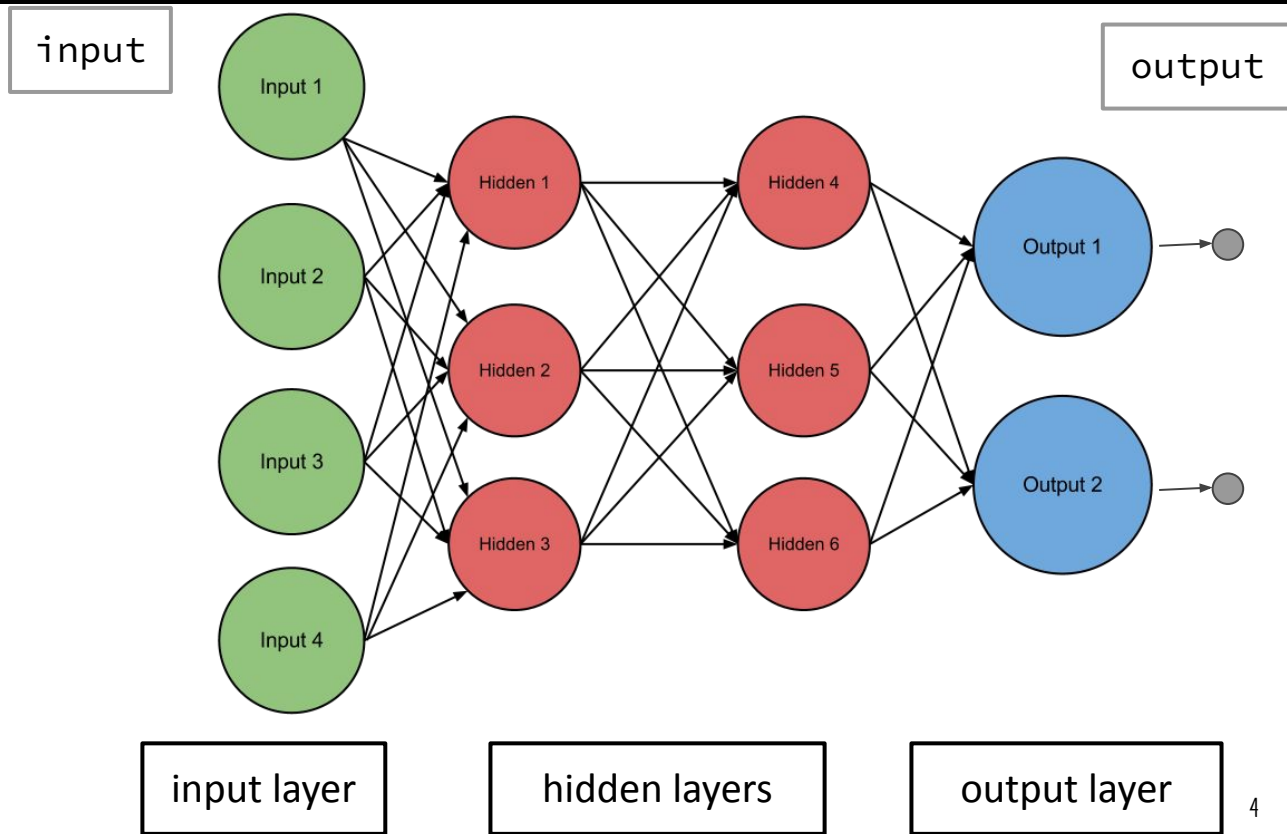 input
output
Input 1
Input 2
Input 3
Input 4
Hidden 1
Hidden 2
Hidden 3
Hidden 4
Hidden 5
Hidden 6
Output 1
Output 2
input layer
hidden layers
output layer
4